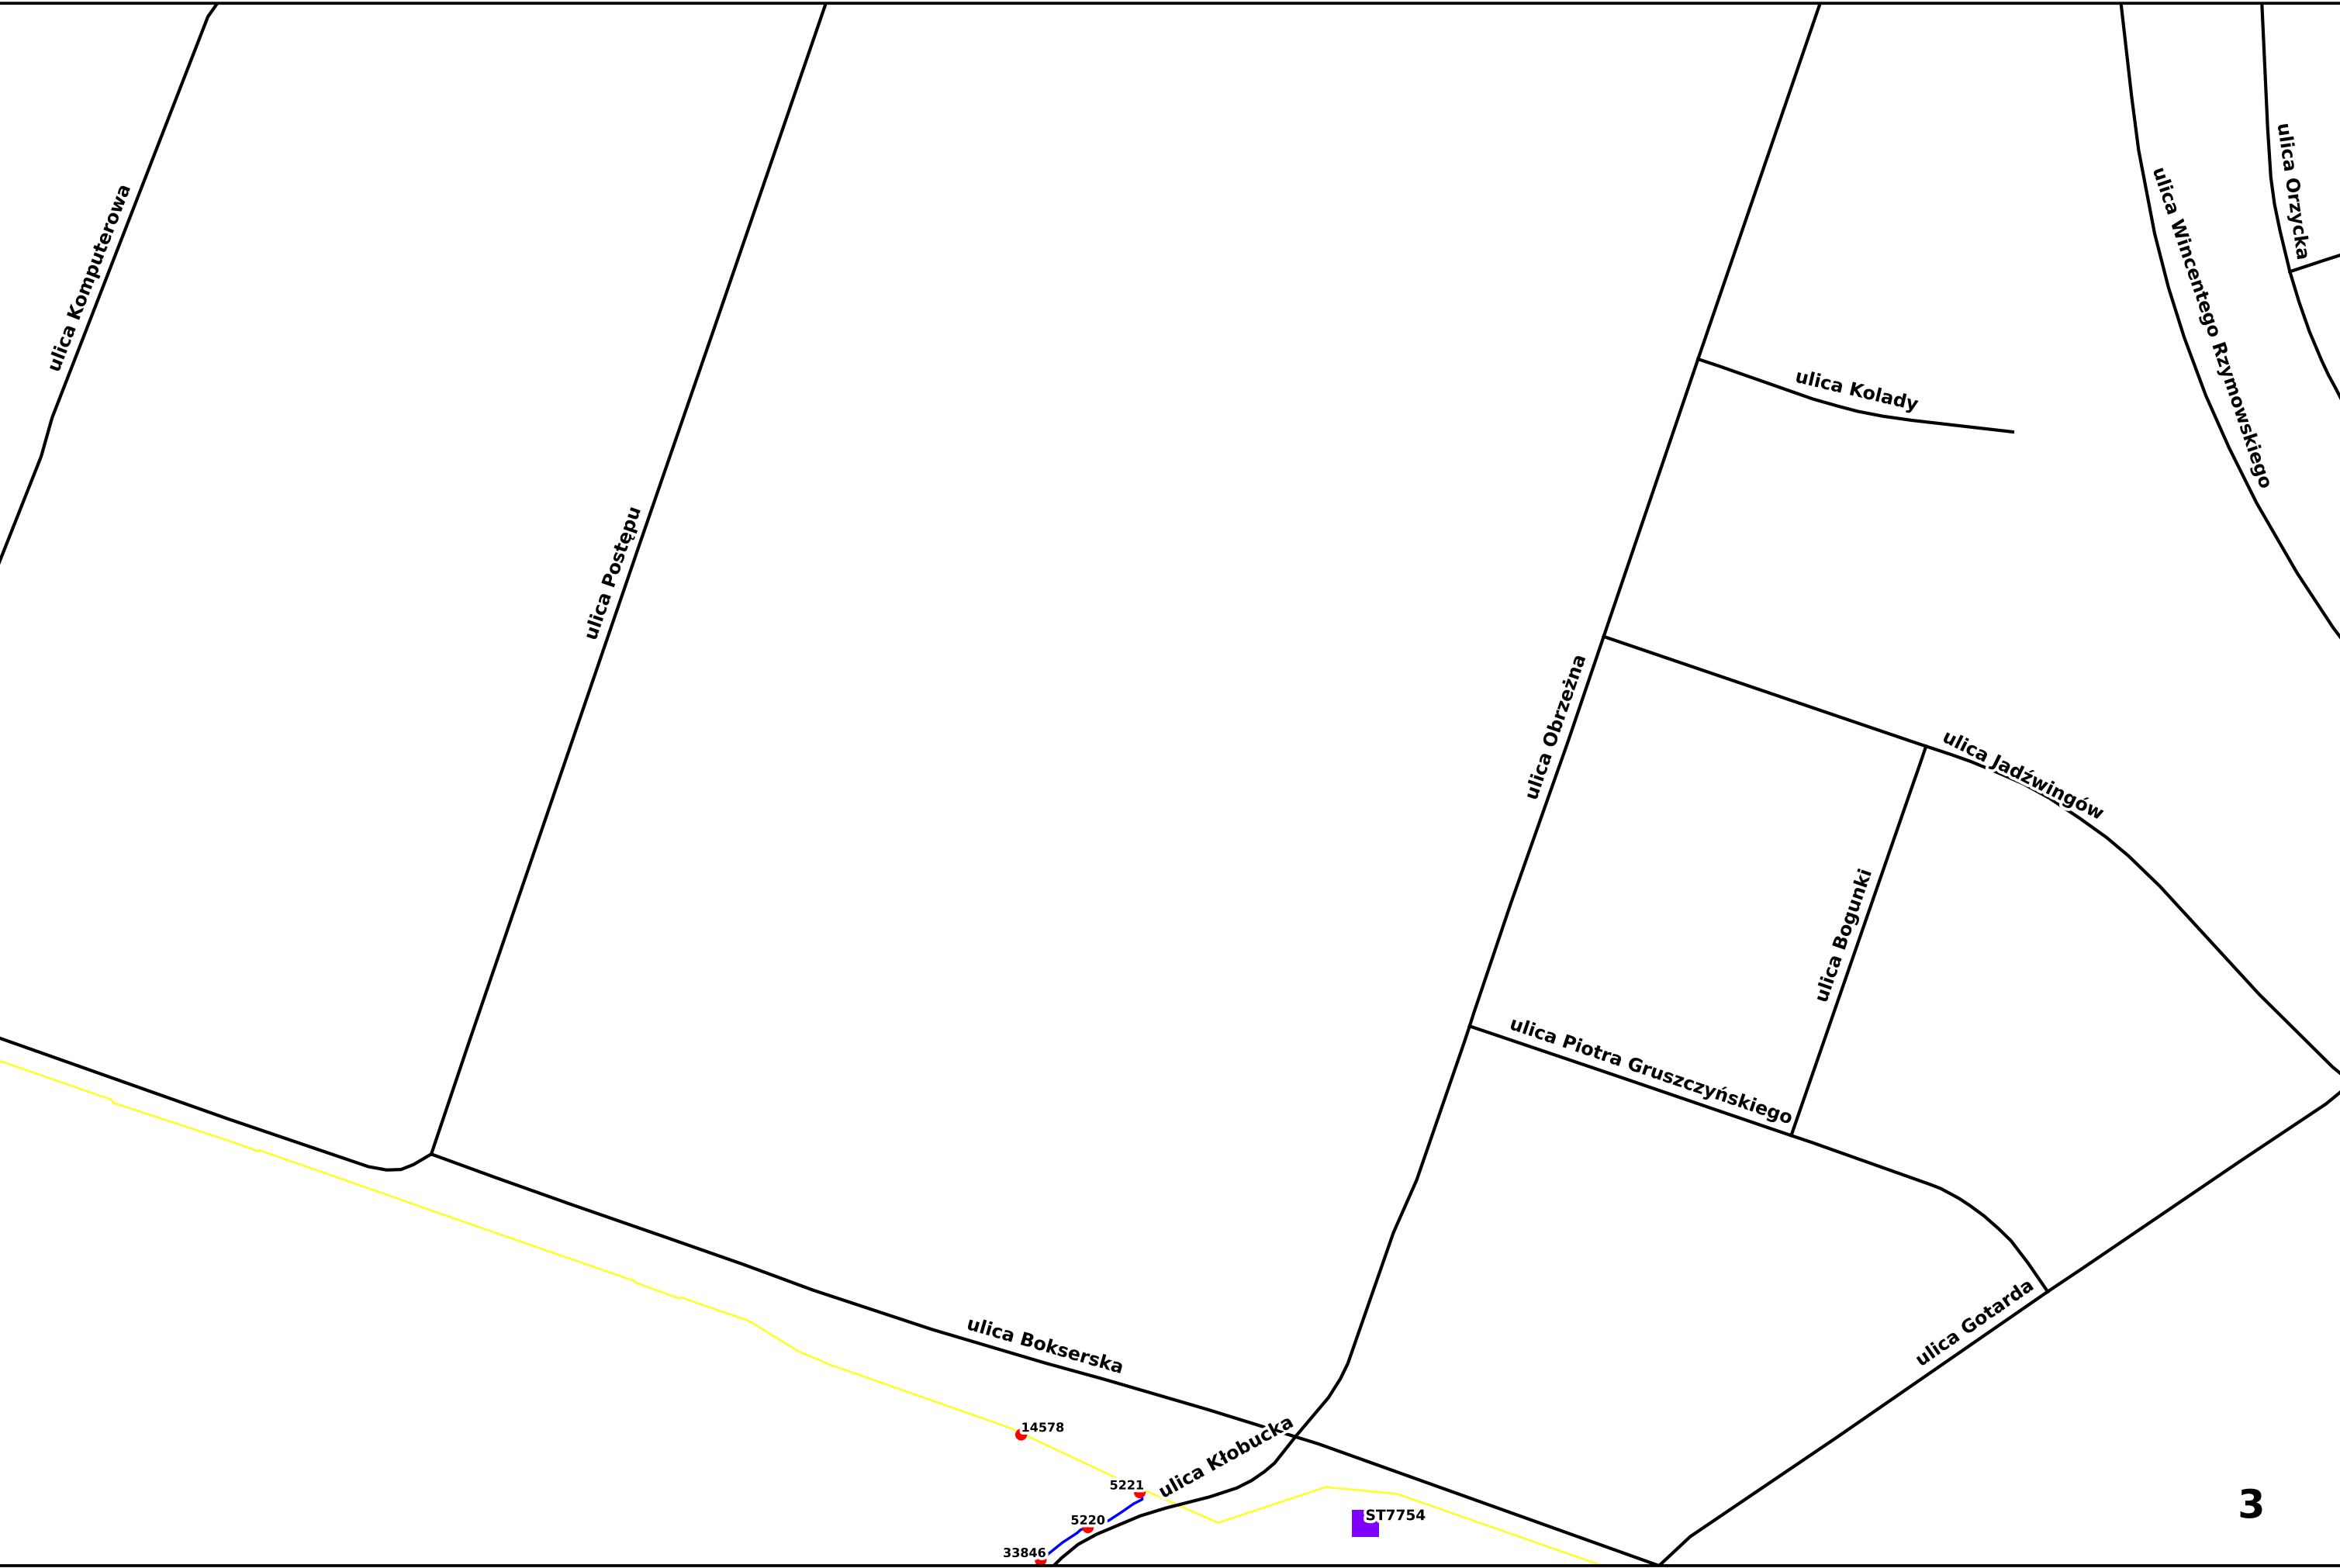 ulica Orzycka
ulica Wincentego Rzymowskiego
ulica Komputerowa
ulica Kolady
ulica Postępu
ulica Obrzeżna
ulica Jadźwingów
ulica Bogunki
ulica Piotra Gruszczyńskiego
ulica Gotarda
ulica Bokserska
ulica Kłobucka
14578
5221
3
ST7754
5220
33846